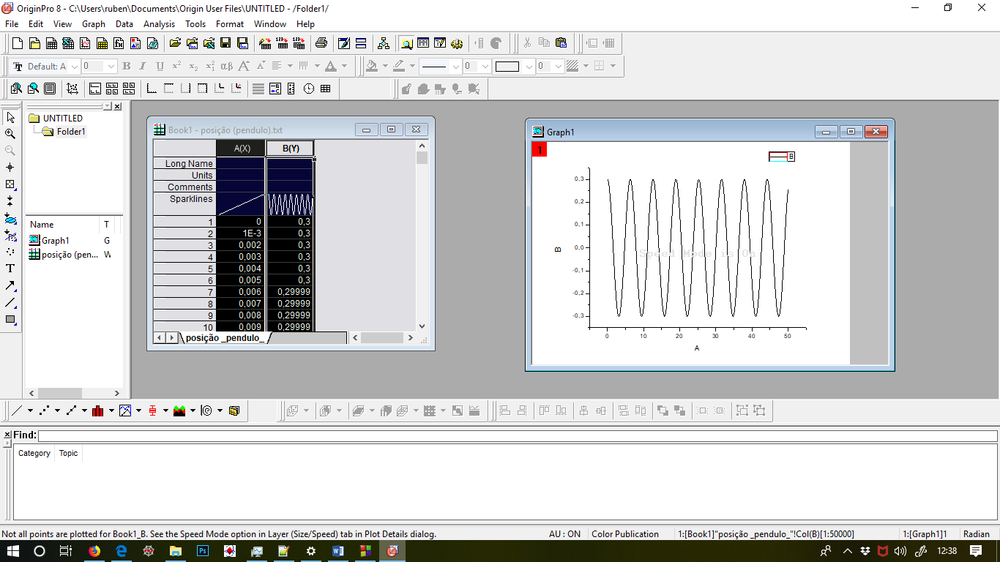 OriginPro 8 - C:\Users\ruben\Documents\Origin User Files\UNTITLED - /Folder1/
File Edit View Graph Data Analysis Tools Format Window Help
Default: A 0 B I U x² x₂ x₁² αβ A A 0 0
UNTITLED
Folder1
Name T
Graph1 G
posição (pen... W
Book1 - posição (pendulo).txt
A(X) B(Y)
Long Name
Units
Comments
Sparklines
1 0 0,3
2 1E-3 0,3
3 0,002 0,3
4 0,003 0,3
5 0,004 0,3
6 0,005 0,3
7 0,006 0,29999
8 0,007 0,29999
9 0,008 0,29999
10 0,009 0,29999
posição _pendulo_
Graph1
1
B
0,3
0,2
0,1
0,0
-0,1
-0,2
-0,3
B
Speed Mode is On
0 10 20 30 40 50
A
Find:
Category Topic
Not all points are plotted for Book1_B. See the Speed Mode option in Layer (Size/Speed) tab in Plot Details dialog. AU : ON Color Publication 1:[Book1]"posição _pendulo_"!Col(B)[1:50000] 1:[Graph1]1 Radian
12:38